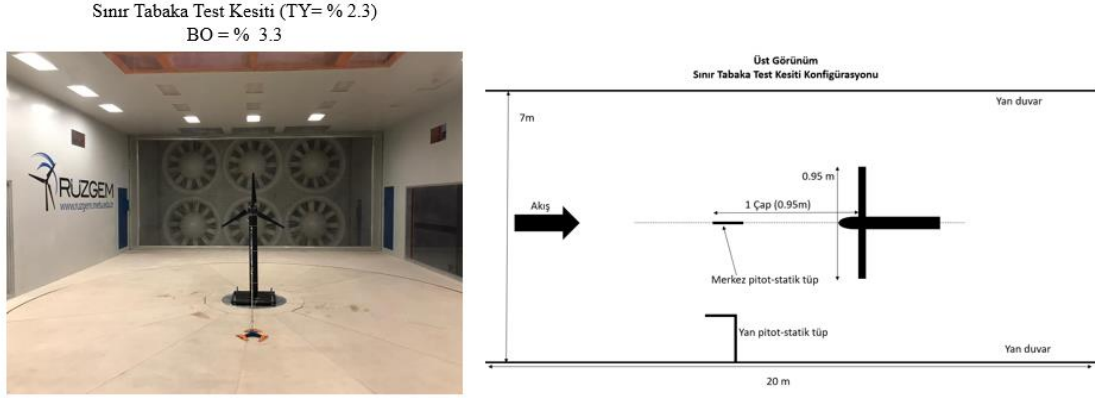 Sınır Tabaka Test Kesiti (TY= % 2.3)
BO = % 3.3
RÜZGEM
www.ruzgem.metu.edu.tr
Üst Görünüm
Sınır Tabaka Test Kesiti Konfigürasyonu
Yan duvar
7m
0.95 m
Akış
1 Çap (0.95m)
Merkez pitot-statik tüp
Yan pitot-statik tüp
Yan duvar
20 m